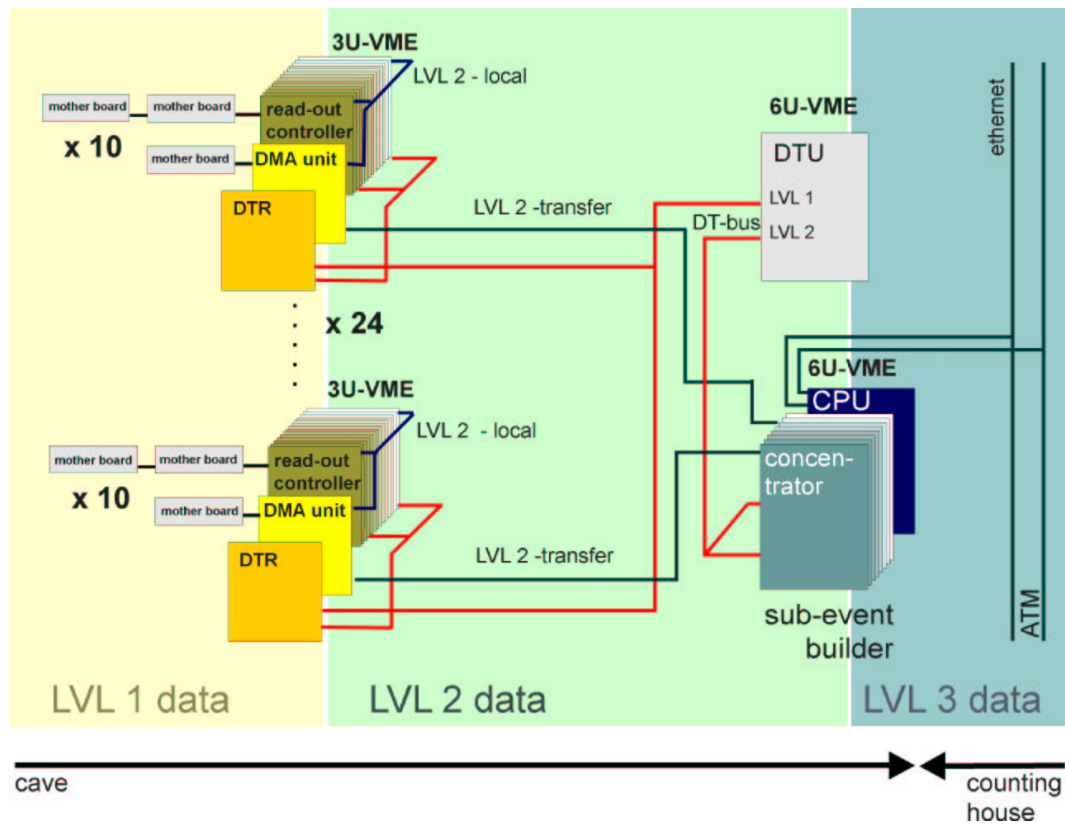 3U-VME
LVL 2 - local
mother board
mother board
read-out
controller
x 10
mother board
DMA unit
DTR
LVL 2 -transfer
6U-VME
DTU
LVL 1
DT-bus
LVL 2
ethernet
x 24
3U-VME
LVL 2 - local
mother board
mother board
read-out
controller
x 10
mother board
DMA unit
DTR
LVL 2 -transfer
6U-VME
CPU
concen-
trator
sub-event
builder
ATM
LVL 1 data
LVL 2 data
LVL 3 data
cave
counting
house